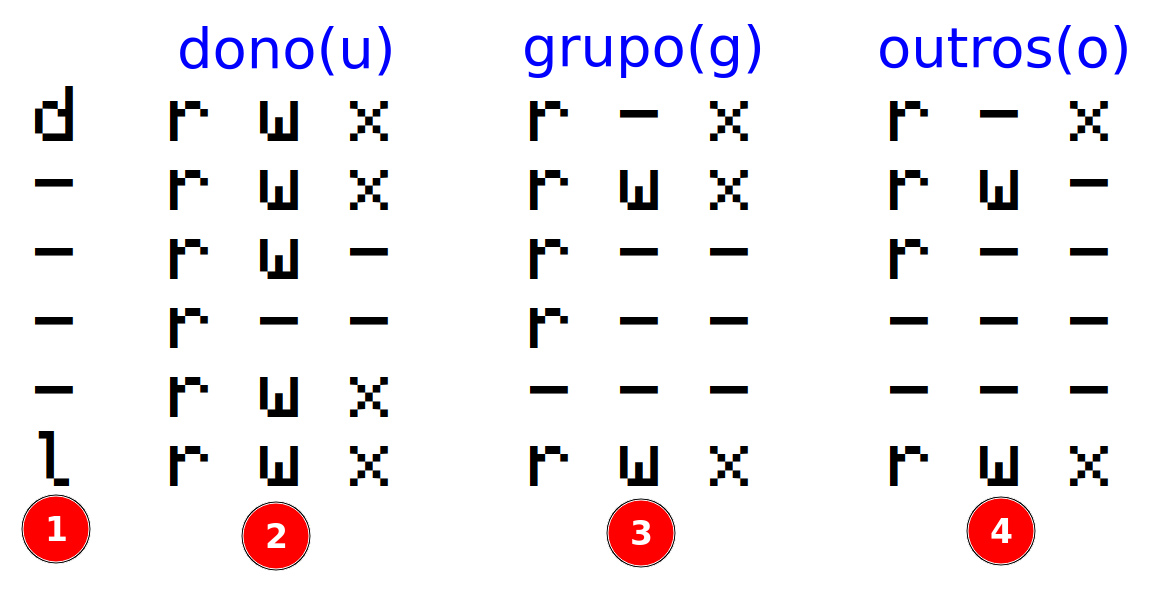 dono(u) grupo(g) outros(o)
d r w x r - x r - x
- r w x r w x r w -
- r w - r - - r - -
- r - - r - - - - -
- r w x - - - - - -
l r w x r w x r w x
1 2 3 4